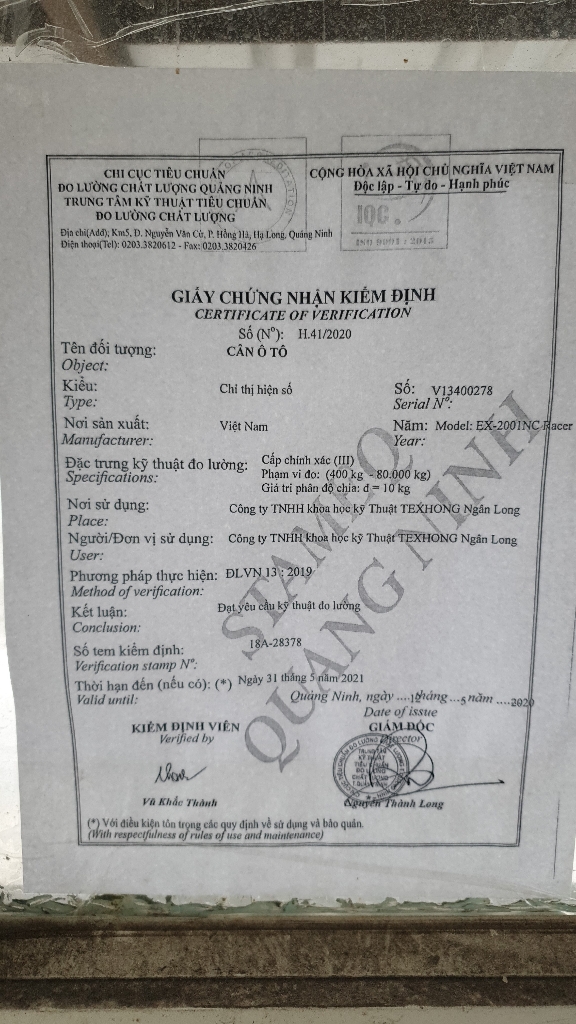 CHI CỤC TIÊU CHUẨN
ĐO LƯỜNG CHẤT LƯỢNG QUẢNG NINH
TRUNG TÂM KỸ THUẬT TIÊU CHUẨN
ĐO LƯỜNG CHẤT LƯỢNG
Địa chỉ(Add); Km5, Đ. Nguyễn Văn Cừ, P. Hồng Hà, Hạ Long, Quảng Ninh
Điện thoại(Tel): 0203.3820612 - Fax: 0203.3820426
CỘNG HÒA XÃ HỘI CHỦ NGHĨA VIỆT NAM
Độc lập - Tự do - Hạnh phúc
IQC.
ISO 9001 : 2015
GIẤY CHỨNG NHẬN KIỂM ĐỊNH
CERTIFICATE OF VERIFICATION
Số (Nº): H.41/2020
Tên đối tượng: CÂN Ô TÔ
Object:
Kiểu: Chỉ thị hiện số Số: V13400278
Type: Serial Nº:
Nơi sản xuất: Việt Nam Năm: Model: EX-2001NC Racer
Manufacturer: Year:
Đặc trưng kỹ thuật đo lường: Cấp chính xác (III)
Specifications: Phạm vi đo: (400 kg - 80.000 kg)
Giá trị phân độ chia: d = 10 kg
Nơi sử dụng: Công ty TNHH khoa học kỹ Thuật TEXHONG Ngân Long
Place:
Người/Đơn vị sử dụng: Công ty TNHH khoa học kỹ Thuật TEXHONG Ngân Long
User:
Phương pháp thực hiện: ĐLVN 13 : 2019
Method of verification:
Kết luận: Đạt yêu cầu kỹ thuật đo lường
Conclusion:
Số tem kiểm định: 18A-28378
Verification stamp Nº:
Thời hạn đến (nếu có): (*) Ngày 31 tháng 5 năm 2021
Valid until: Quảng Ninh, ngày tháng ...5năm ....2020
Date of issue
KIỂM ĐỊNH VIÊN GIÁM ĐỐC
Verified by Director
Vũ Khắc Thành Nguyễn Thành Long
(*) Với điều kiện tôn trọng các quy định về sử dụng và bảo quản.
(With respectfulness of rules of use and maintenance)
STAMEQ
QUANG NINH